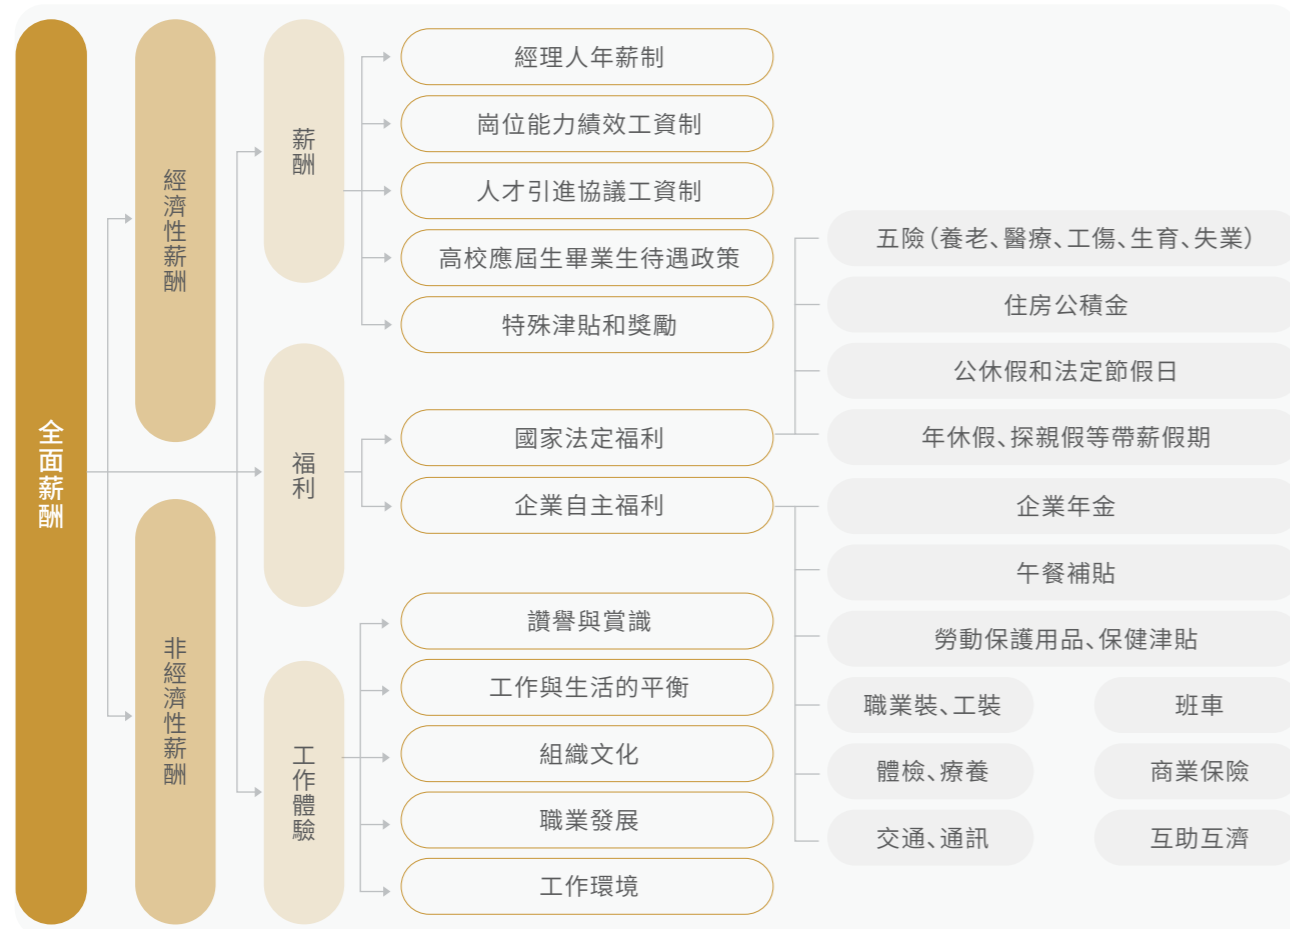 全面薪酬
經濟性薪酬
非經濟性薪酬
薪酬
福利
工作體驗
經理人年薪制
崗位能力績效工資制
人才引進協議工資制
高校應屆生畢業生待遇政策
特殊津貼和獎勵
國家法定福利
企業自主福利
讚譽與賞識
工作與生活的平衡
組織文化
職業發展
工作環境
五險(養老、醫療、工傷、生育、失業)
住房公積金
公休假和法定節假日
年休假、探親假等帶薪假期
企業年金
午餐補貼
勞動保護用品、保健津貼
職業裝、工裝
班車
體檢、療養
商業保險
交通、通訊
互助互濟